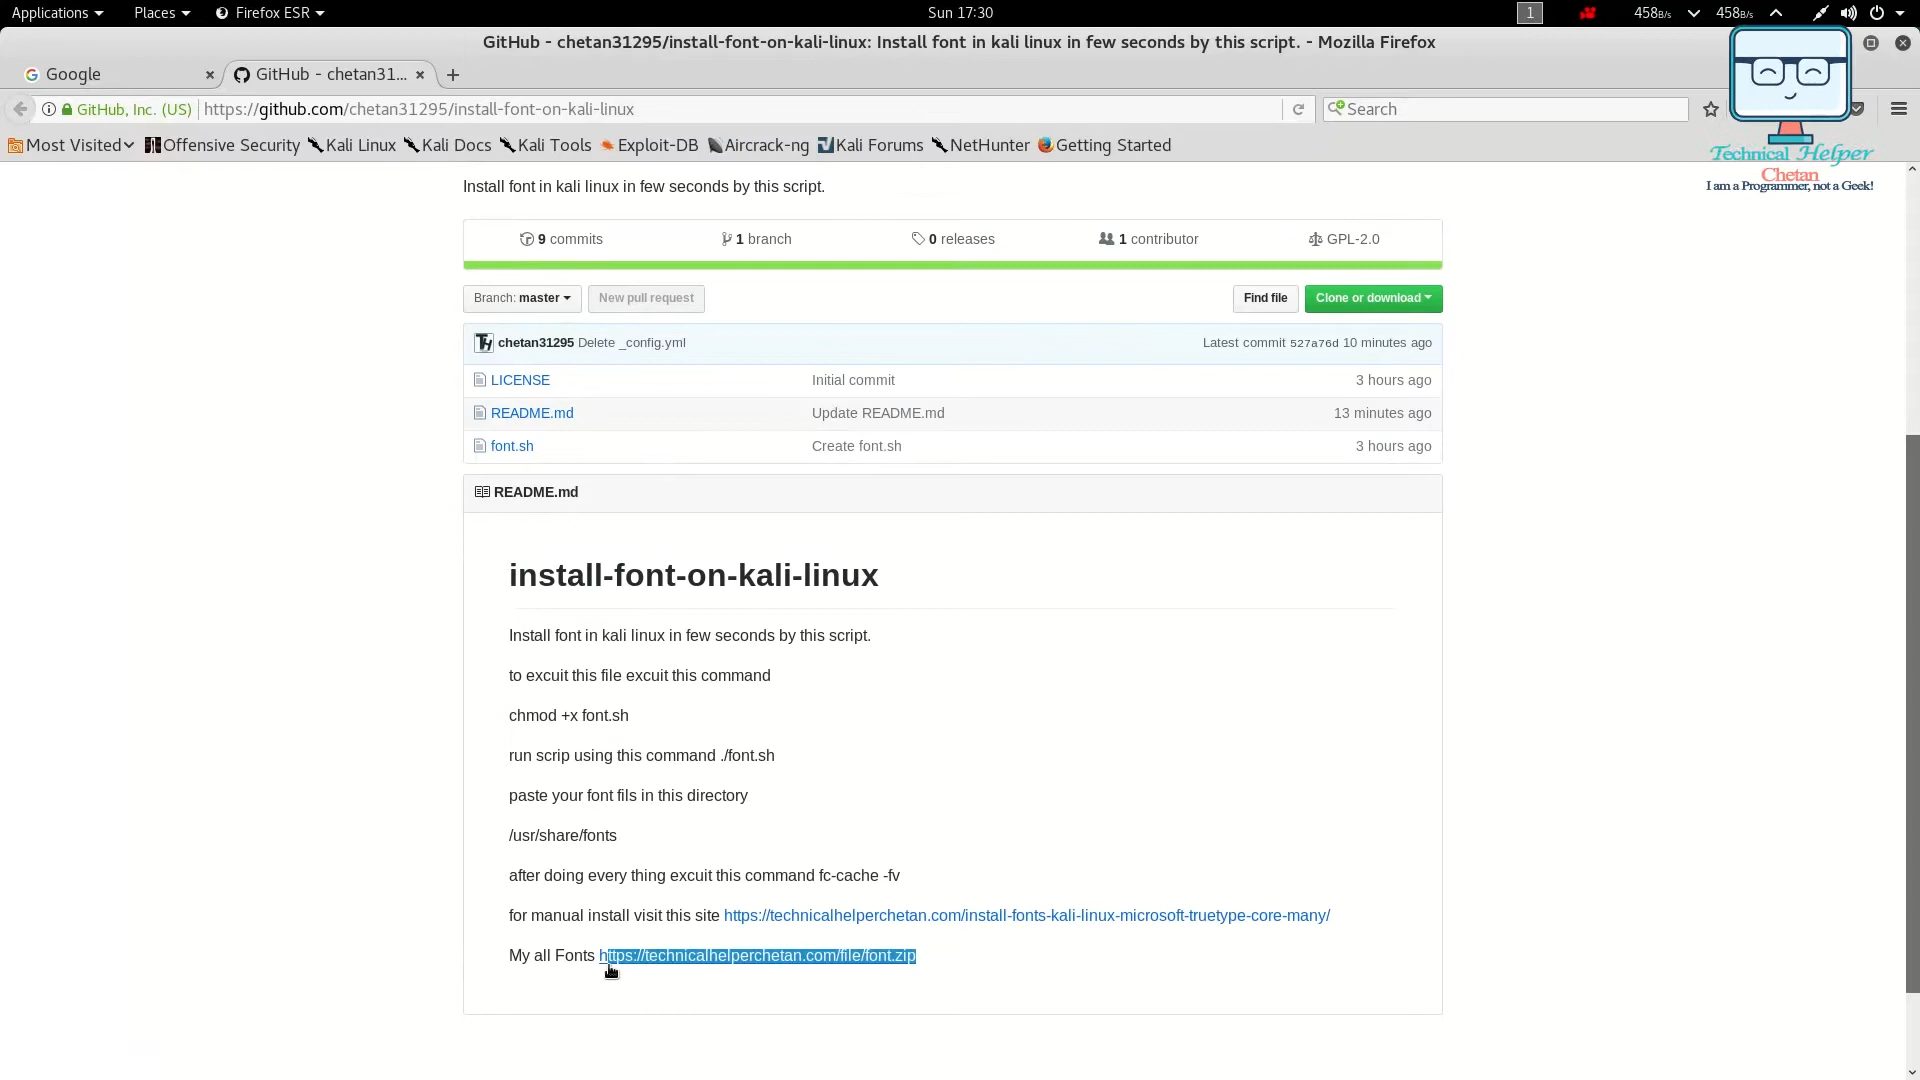 Applications Places Firefox ESR Sun 17:30 1 458B/s 458B/s
GitHub - chetan31295/install-font-on-kali-linux: Install font in kali linux in few seconds by this script. - Mozilla Firefox
Google GitHub - chetan31...
GitHub, Inc. (US) https://github.com/chetan31295/install-font-on-kali-linux Search
Most Visited Offensive Security Kali Linux Kali Docs Kali Tools Exploit-DB Aircrack-ng Kali Forums NetHunter Getting Started
Technical Helper
Chetan
I am a Programmer, not a Geek!
Install font in kali linux in few seconds by this script.
9 commits 1 branch 0 releases 1 contributor GPL-2.0
Branch: master New pull request Find file Clone or download
chetan31295 Delete _config.yml Latest commit 527a76d 10 minutes ago
LICENSE Initial commit 3 hours ago
README.md Update README.md 13 minutes ago
font.sh Create font.sh 3 hours ago
README.md
install-font-on-kali-linux
Install font in kali linux in few seconds by this script.
to excuit this file excuit this command
chmod +x font.sh
run scrip using this command ./font.sh
paste your font fils in this directory
/usr/share/fonts
after doing every thing excuit this command fc-cache -fv
for manual install visit this site https://technicalhelperchetan.com/install-fonts-kali-linux-microsoft-truetype-core-many/
My all Fonts https://technicalhelperchetan.com/file/font.zip